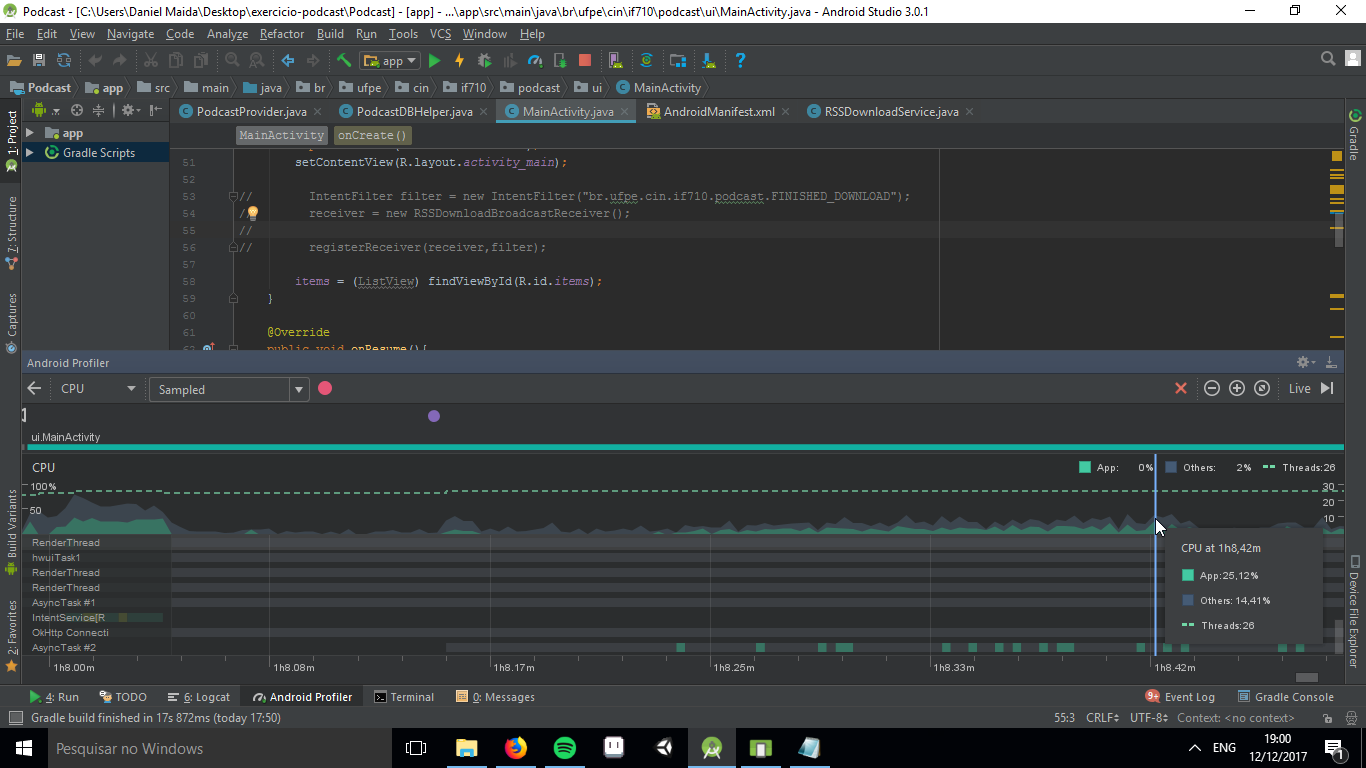 Podcast - [C:\Users\Daniel Maida\Desktop\exercicio-podcast\Podcast] - [app] - ...\app\src\main\java\br\ufpe\cin\if710\podcast\ui\MainActivity.java - Android Studio 3.0.1
File Edit View Navigate Code Analyze Refactor Build Run Tools VCS Window Help
app
Podcast app src main java br ufpe cin if710 podcast ui MainActivity
1: Project
7: Structure
Captures
Build Variants
2: Favorites
app
Gradle Scripts
PodcastProvider.java PodcastDBHelper.java MainActivity.java AndroidManifest.xml RSSDownloadService.java
MainActivity onCreate()
51 setContentView(R.layout.activity_main);
52
53 // IntentFilter filter = new IntentFilter("br.ufpe.cin.if710.podcast.FINISHED_DOWNLOAD");
54 / receiver = new RSSDownloadBroadcastReceiver();
55 //
56 // registerReceiver(receiver,filter);
57
58 items = (ListView) findViewById(R.id.items);
59 }
60
61 @Override
62 public void onResume(){
Gradle
Device File Explorer
Android Profiler
CPU Sampled Live
ui.MainActivity
CPU App: 0% Others: 2% Threads:26
100% 30
20
50 10
RenderThread
hwuiTask1
RenderThread
RenderThread
AsyncTask #1
IntentService[R
OkHttp Connecti
AsyncTask #2
CPU at 1h8,42m
App:25,12%
Others: 14,41%
Threads:26
1h8.00m 1h8.08m 1h8.17m 1h8.25m 1h8.33m 1h8.42m
4: Run TODO 6: Logcat Android Profiler Terminal 0: Messages 9+ Event Log Gradle Console
Gradle build finished in 17s 872ms (today 17:50) 55:3 CRLF UTF-8 Context: <no context>
Pesquisar no Windows ENG 19:00
12/12/2017 1